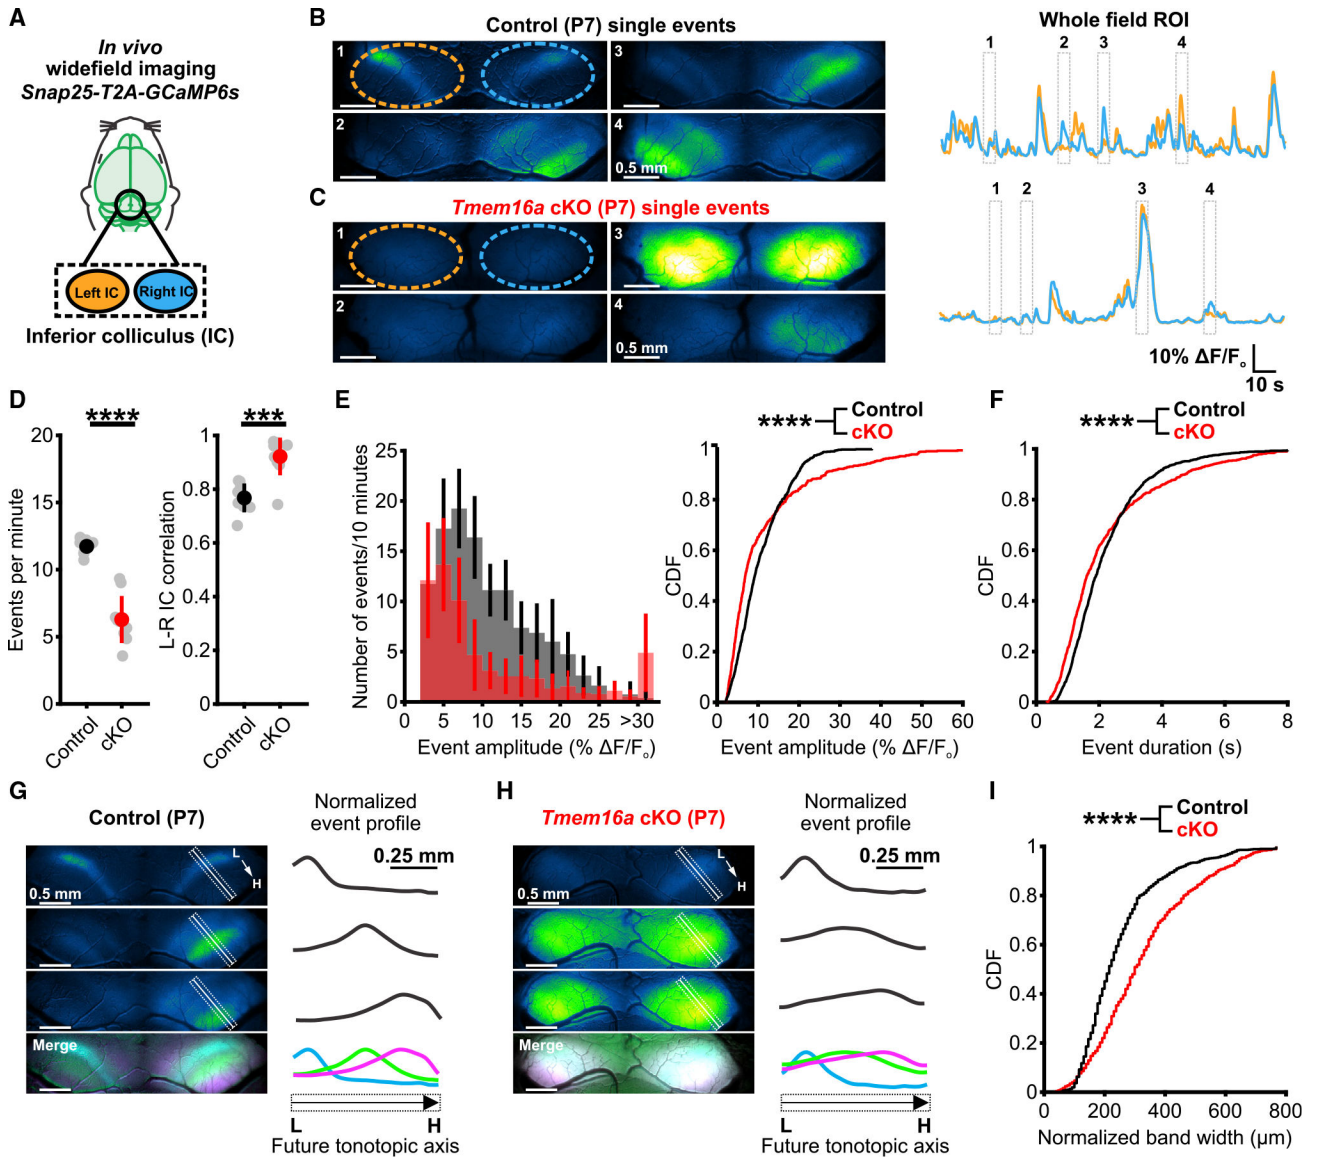 A
In vivo
widefield imaging
Snap25-T2A-GCaMP6s
Left IC
Right IC
Inferior colliculus (IC)
B
Control (P7) single events
1
3
2
4
0.5 mm
Whole field ROI
1 2 3 4
C
Tmem16a cKO (P7) single events
1
3
2
4
0.5 mm
1 2 3 4
10% ΔF/Fo
10 s
D
****
20
15
10
5
0
Events per minute
Control
cKO
***
1
0.8
0.6
0.4
0.2
0
L-R IC correlation
Control
cKO
E
25
20
15
10
5
0
Number of events/10 minutes
0 5 10 15 20 25 >30
Event amplitude (% ΔF/Fo)
****
Control
cKO
1
0.8
0.6
0.4
0.2
0
CDF
0 10 20 30 40 50 60
Event amplitude (% ΔF/Fo)
F
****
Control
cKO
1
0.8
0.6
0.4
0.2
0
CDF
0 2 4 6 8
Event duration (s)
G
Control (P7)
Normalized
event profile
0.25 mm
L
H
0.5 mm
Merge
L H
Future tonotopic axis
H
Tmem16a cKO (P7)
Normalized
event profile
0.25 mm
L
H
0.5 mm
Merge
L H
Future tonotopic axis
I
****
Control
cKO
1
0.8
0.6
0.4
0.2
0
CDF
0 200 400 600 800
Normalized band width (μm)